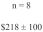 n = 8
$218 ± 100